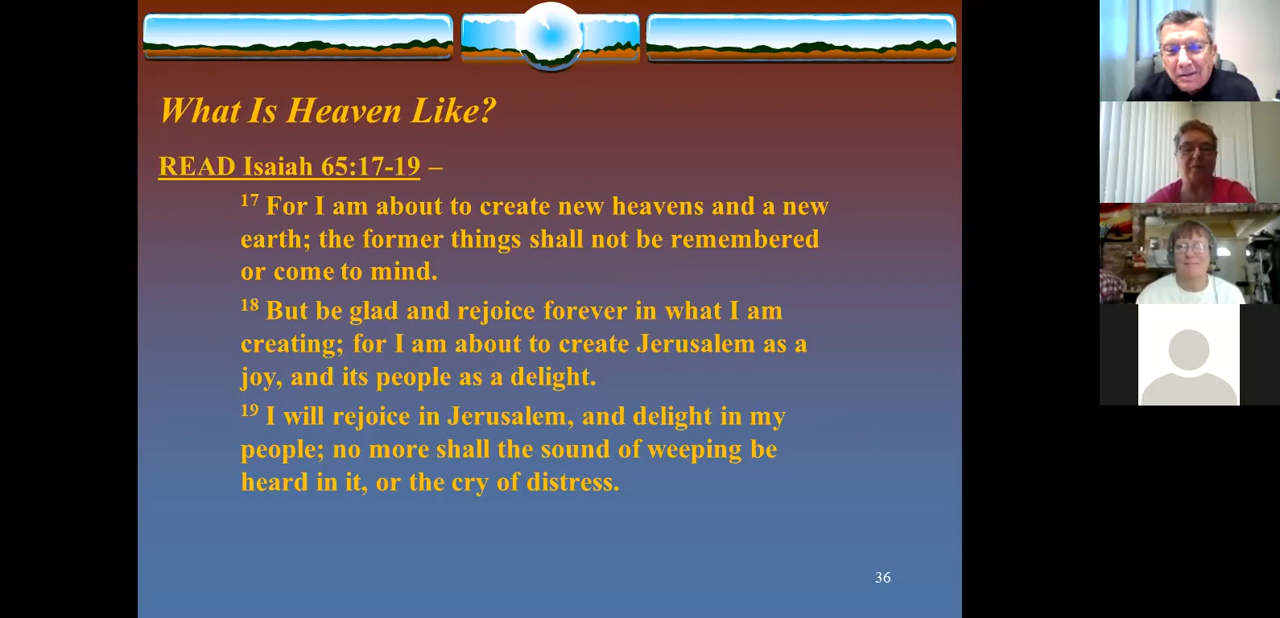 What Is Heaven Like?
READ Isaiah 65:17-19 –
17 For I am about to create new heavens and a new
earth; the former things shall not be remembered
or come to mind.
18 But be glad and rejoice forever in what I am
creating; for I am about to create Jerusalem as a
joy, and its people as a delight.
19 I will rejoice in Jerusalem, and delight in my
people; no more shall the sound of weeping be
heard in it, or the cry of distress.
36